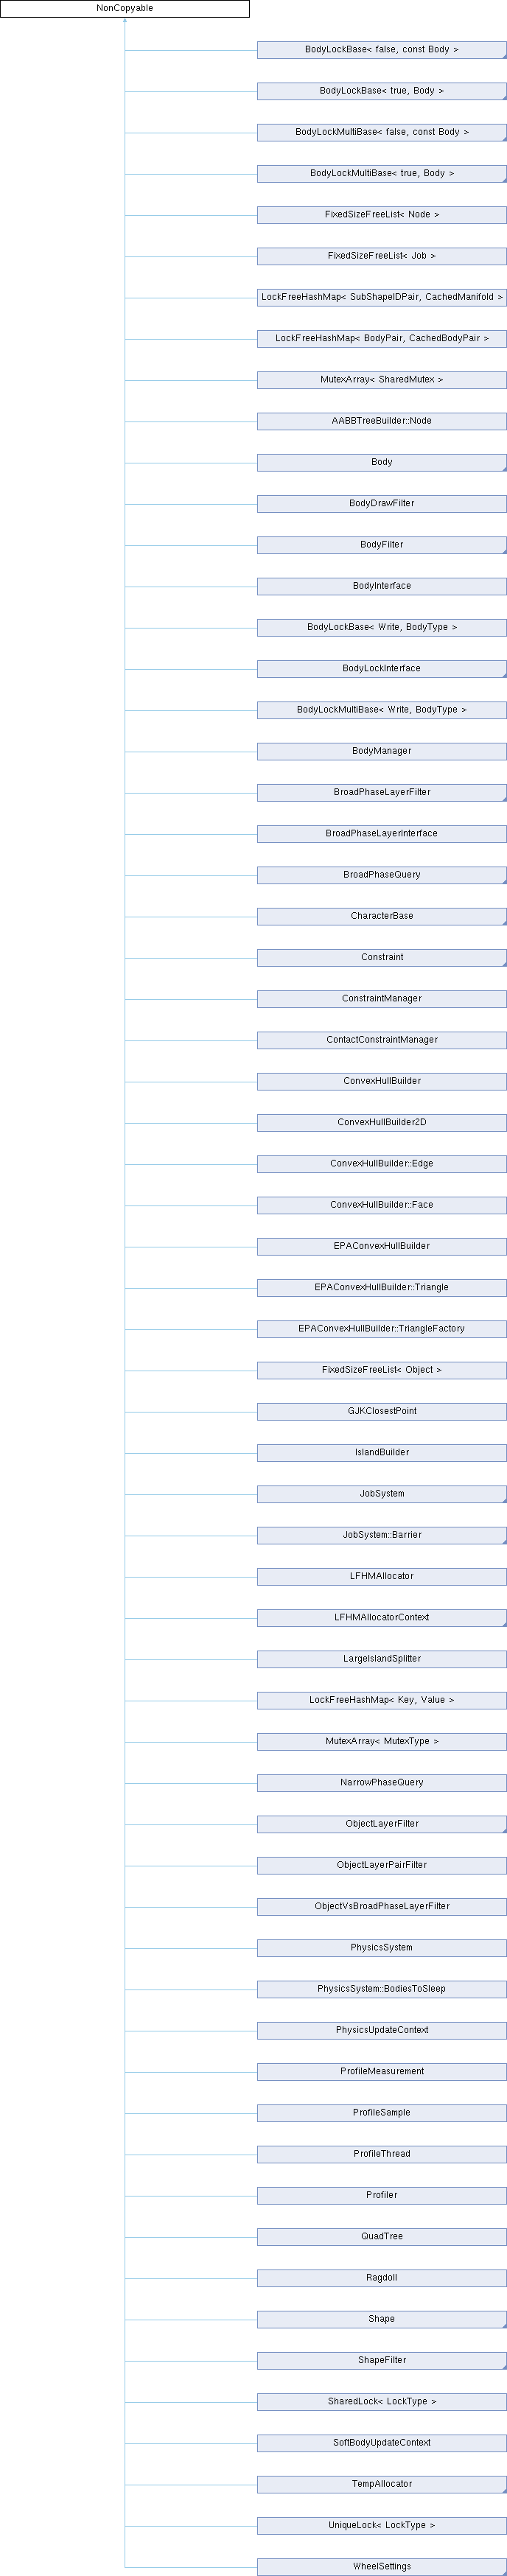 NonCopyable
BodyLockBase< false, const Body >
BodyLockBase< true, Body >
BodyLockMultiBase< false, const Body >
BodyLockMultiBase< true, Body >
FixedSizeFreeList< Node >
FixedSizeFreeList< Job >
LockFreeHashMap< SubShapeIDPair, CachedManifold >
LockFreeHashMap< BodyPair, CachedBodyPair >
MutexArray< SharedMutex >
AABBTreeBuilder::Node
Body
BodyDrawFilter
BodyFilter
BodyInterface
BodyLockBase< Write, BodyType >
BodyLockInterface
BodyLockMultiBase< Write, BodyType >
BodyManager
BroadPhaseLayerFilter
BroadPhaseLayerInterface
BroadPhaseQuery
CharacterBase
Constraint
ConstraintManager
ContactConstraintManager
ConvexHullBuilder
ConvexHullBuilder2D
ConvexHullBuilder::Edge
ConvexHullBuilder::Face
EPAConvexHullBuilder
EPAConvexHullBuilder::Triangle
EPAConvexHullBuilder::TriangleFactory
FixedSizeFreeList< Object >
GJKClosestPoint
IslandBuilder
JobSystem
JobSystem::Barrier
LFHMAllocator
LFHMAllocatorContext
LargeIslandSplitter
LockFreeHashMap< Key, Value >
MutexArray< MutexType >
NarrowPhaseQuery
ObjectLayerFilter
ObjectLayerPairFilter
ObjectVsBroadPhaseLayerFilter
PhysicsSystem
PhysicsSystem::BodiesToSleep
PhysicsUpdateContext
ProfileMeasurement
ProfileSample
ProfileThread
Profiler
QuadTree
Ragdoll
Shape
ShapeFilter
SharedLock< LockType >
SoftBodyUpdateContext
TempAllocator
UniqueLock< LockType >
WheelSettings